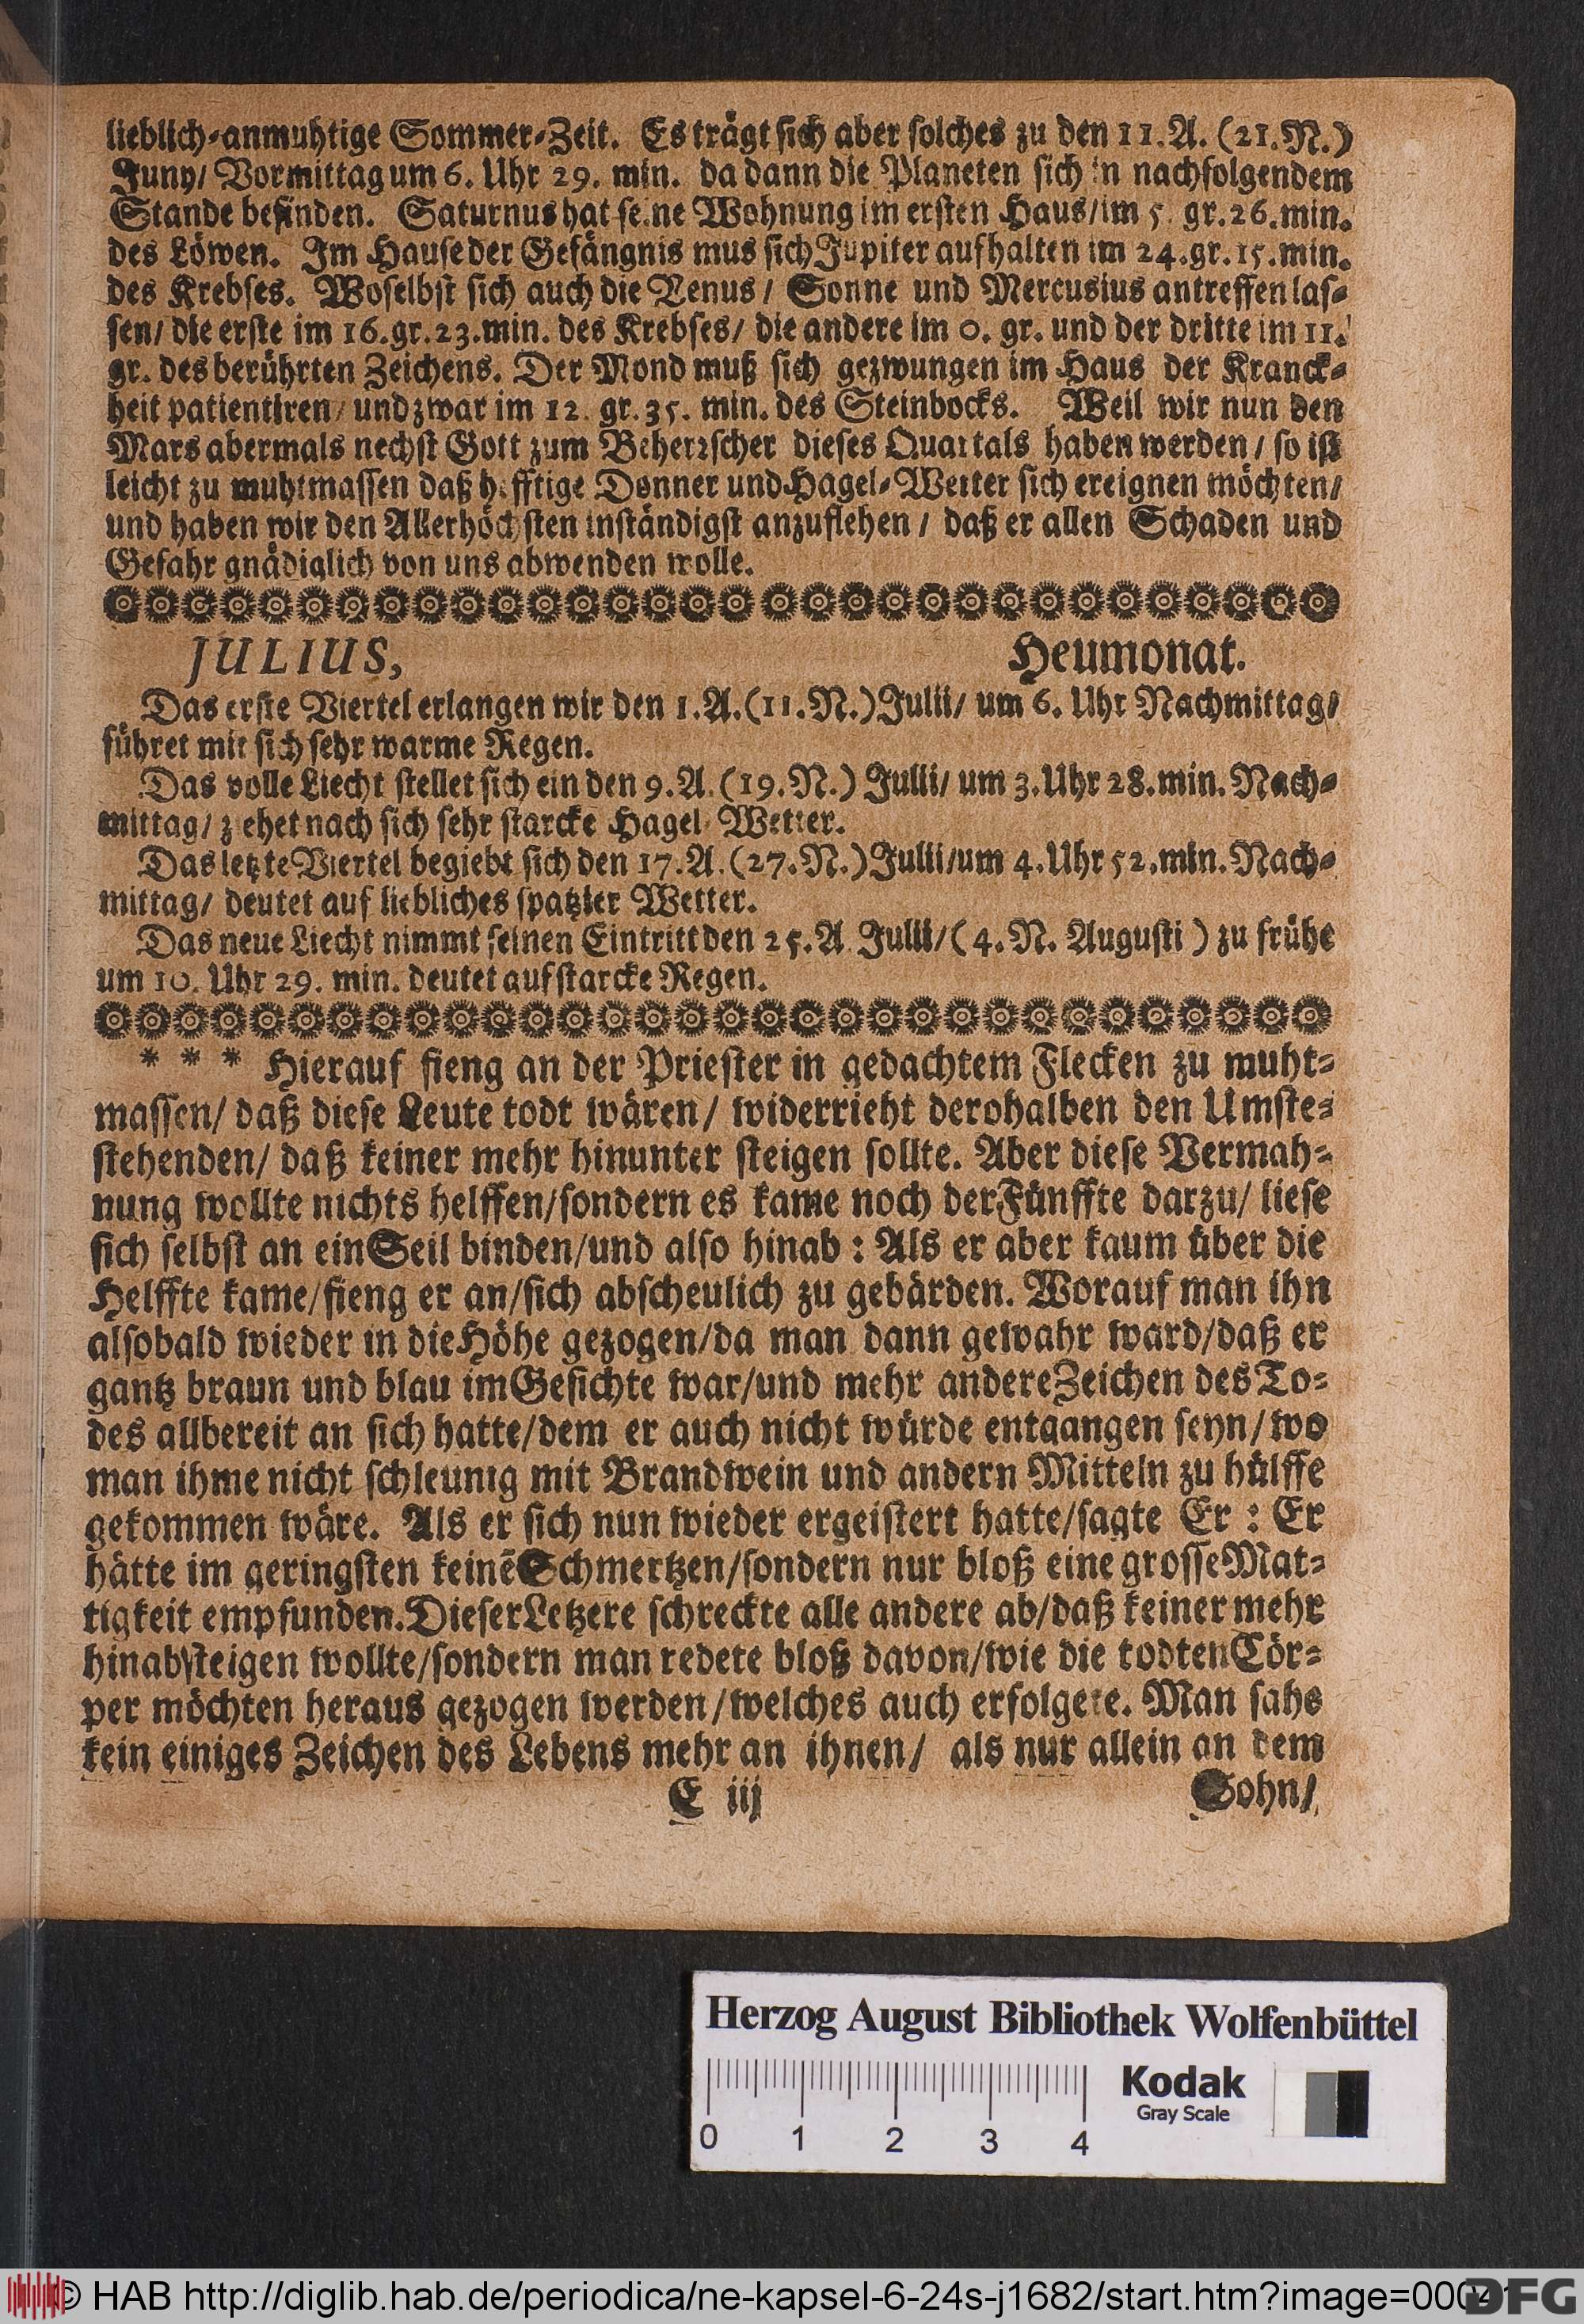 lieblich-anmuhtige Sommer-Zeit. Es trägt sich aber solches zu den 11. A. (21. N.)
Juny/ Vormittag um 6. Uhr 29. min. da dann die Planeten sich in nachfolgendem
Stande befinden. Saturnus hat seine Wohnung im ersten Haus/ im 5. gr. 26. min.
des Löwen. Im Hause der Gefängnis mus sich Jupiter aufhalten im 24. gr. 15. min.
des Krebses. Woselbst sich auch die Venus/ Sonne und Mercusius antreffen las-
sen/ die erste im 16. gr. 23. min. des Krebses/ die andere im 0. gr. und der dritte im 11.
gr. des berührten Zeichens. Der Mond muß sich gezwungen im Haus der Kranck-
heit patientiren/ und zwar im 12. gr. 35. min. des Steinbocks. Weil wir nun den
Mars abermals nechst Gott zum Beherrscher dieses Quartals haben werden/ so ist
leicht zu muhtmassen daß hefftige Donner und Hagel-Wetter sich ereignen möchten/
und haben wir den Allerhöchsten inständigst anzuflehen/ daß er allen Schaden und
Gefahr gnädiglich von uns abwenden wolle.
JULIUS, Heumonat.
Das erste Viertel erlangen wir den 1. A. (11. N.) Julii/ um 6. Uhr Nachmittag/
führet mit sich sehr warme Regen.
Das volle Liecht stellet sich ein den 9. A. (19. N.) Julii/ um 3. Uhr 28. min. Nach-
mittag/ ziehet nach sich sehr starcke Hagel-Wetter.
Das letzte Viertel begiebt sich den 17. A. (27. N.) Julii/ um 4. Uhr 52. min. Nach-
mittag/ deutet auf liebliches spatzier Wetter.
Das neue Liecht nimmt seinen Eintritt den 25. A. Julii/ (4. N. Augusti) zu frühe
um 10. Uhr 29. min. deutet auf starcke Regen.
* * * Hierauf fieng an der Priester in gedachtem Flecken zu muht-
massen/ daß diese Leute todt wären/ widerrieht derohalben den Umste-
stehenden/ daß keiner mehr hinunter steigen sollte. Aber diese Vermah-
nung wollte nichts helffen/ sondern es kame noch der Fünffte darzu/ liese
sich selbst an ein Seil binden/ und also hinab: Als er aber kaum über die
Helffte kame/ fieng er an/ sich abscheulich zu gebärden. Worauf man ihn
alsobald wieder in die Höhe gezogen/ da man dann gewahr ward/ daß er
gantz braun und blau im Gesichte war/ und mehr andere Zeichen des To-
des allbereit an sich hatte/ dem er auch nicht würde entgangen seyn/ wo
man ihme nicht schleunig mit Brandwein und andern Mitteln zu hülffe
gekommen wäre. Als er sich nun wieder ergeistert hatte/ sagte Er: Er
hätte im geringsten keinē Schmertzen/ sondern nur bloß eine grosse Mat-
tigkeit empfunden. Dieser Letzere schreckte alle andere ab/ daß keiner mehr
hinabsteigen wollte/ sondern man redete bloß davon/ wie die todten Cör-
per möchten heraus gezogen werden/ welches auch erfolgete. Man sahe
kein einiges Zeichen des Lebens mehr an ihnen/ als nur allein an dem
C iij Sohn/
Herzog August Bibliothek Wolfenbüttel
Kodak
Gray Scale
0 1 2 3 4
© HAB http://diglib.hab.de/periodica/ne-kapsel-6-24s-j1682/start.htm?image=00041
DFG